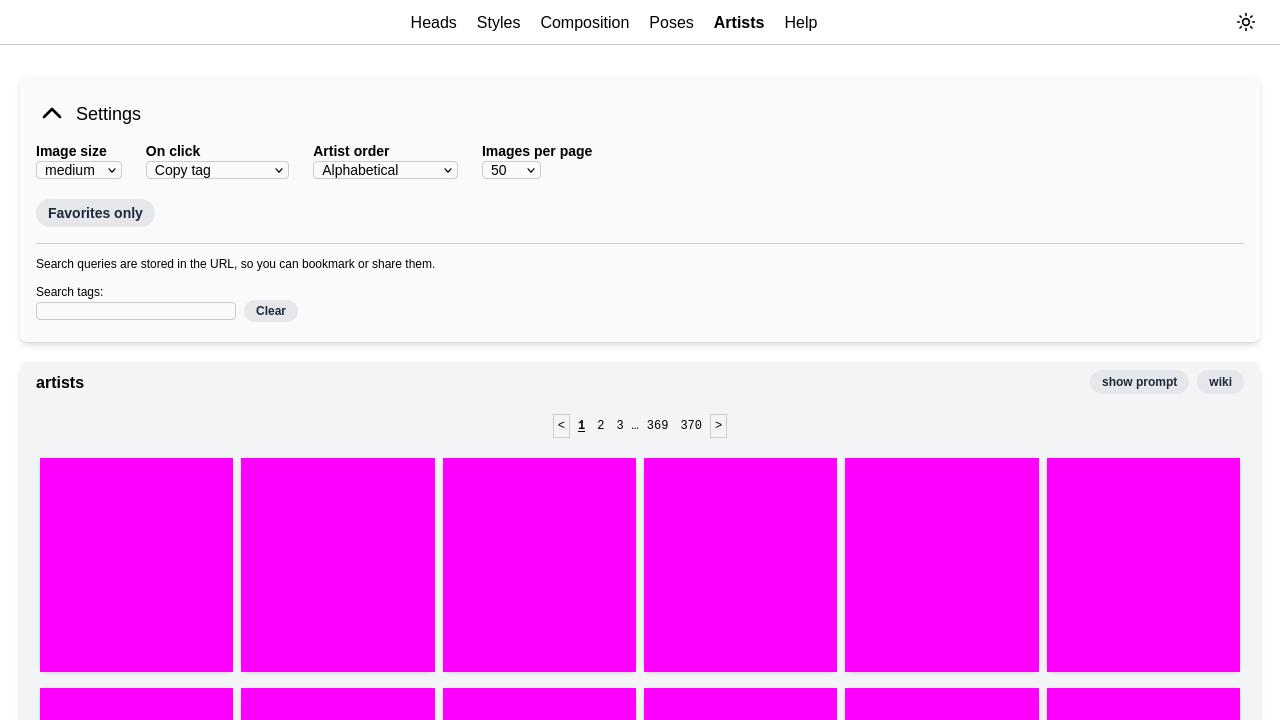 Heads Styles Composition Poses Artists Help
Settings
Image size On click Artist order Images per page
medium Copy tag Alphabetical 50
Favorites only
Search queries are stored in the URL, so you can bookmark or share them.
Search tags:
Clear
artists show prompt wiki
< 1 2 3 … 369 370 >